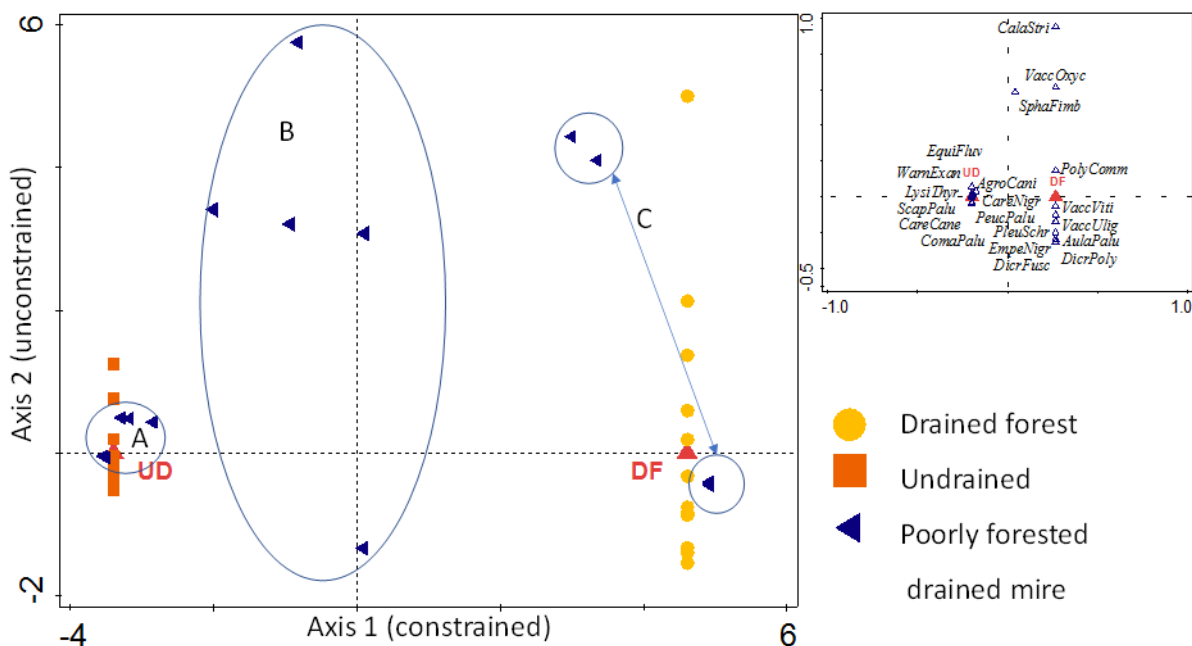 6
B
C
A
UD
DF
-2
-4
6
Axis 2 (unconstrained)
Axis 1 (constrained)
1.0
CalaStri
VaccOxyc
SphaFimb
EquiFluv
WarnExan
UD
PolyComm
DF
LysiThyr
AgroCani
ScapPalu
CareNigr
VaccViti
CareCane
PeucPalu
VaccUlig
ComaPalu
PleuSchr
AulaPalu
EmpeNigr
DicrPoly
DicrFusc
-0.5
-1.0
1.0
Drained forest
Undrained
Poorly forested
drained mire